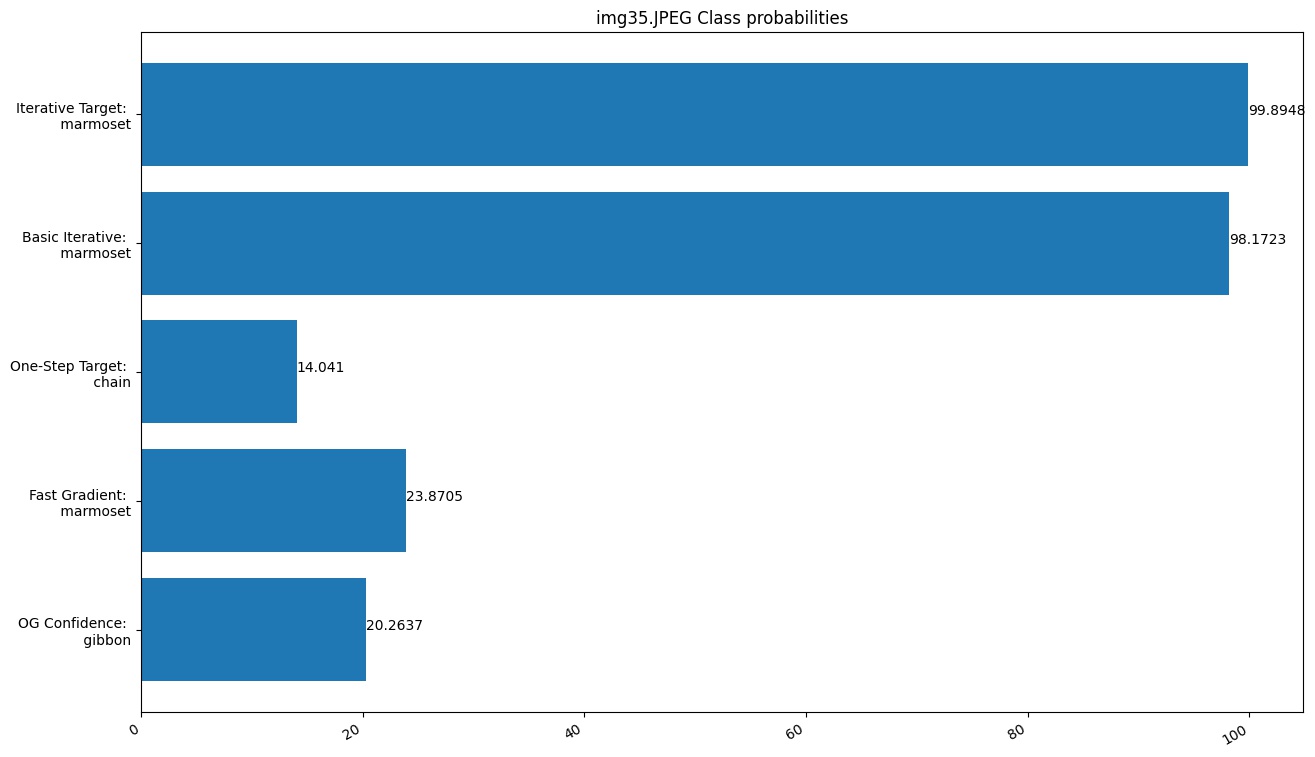 img35.JPEG Class probabilities
Iterative Target:
marmoset
99.8948
Basic Iterative:
marmoset
98.1723
One-Step Target:
chain
14.041
Fast Gradient:
marmoset
23.8705
OG Confidence:
gibbon
20.2637
0
20
40
60
80
100